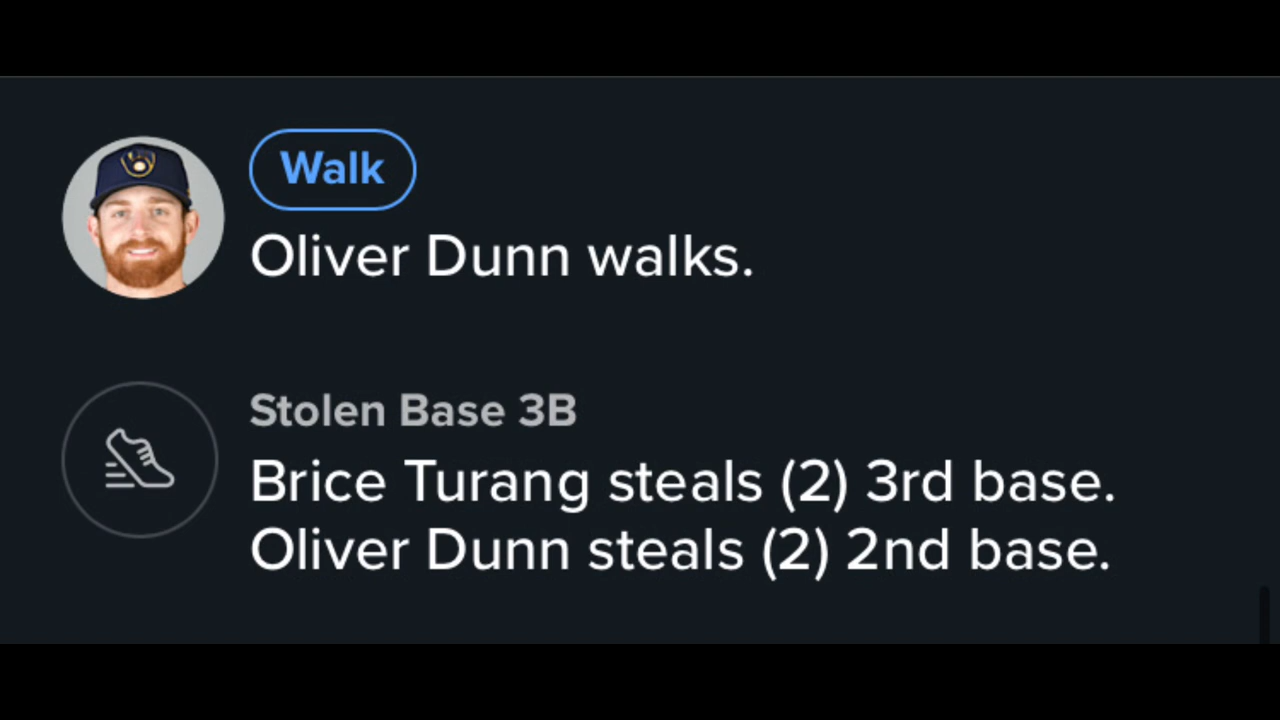 Walk
Oliver Dunn walks.
Stolen Base 3B
Brice Turang steals (2) 3rd base.
Oliver Dunn steals (2) 2nd base.